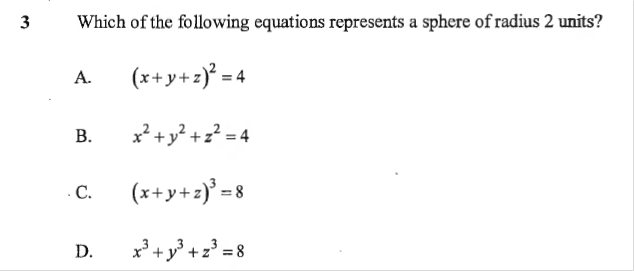 3 Which of the following equations represents a sphere of radius 2 units?
A. (x+y+z)² = 4
B. x² + y² + z² = 4
C. (x+y+z)³ = 8
D. x³ + y³ + z³ = 8